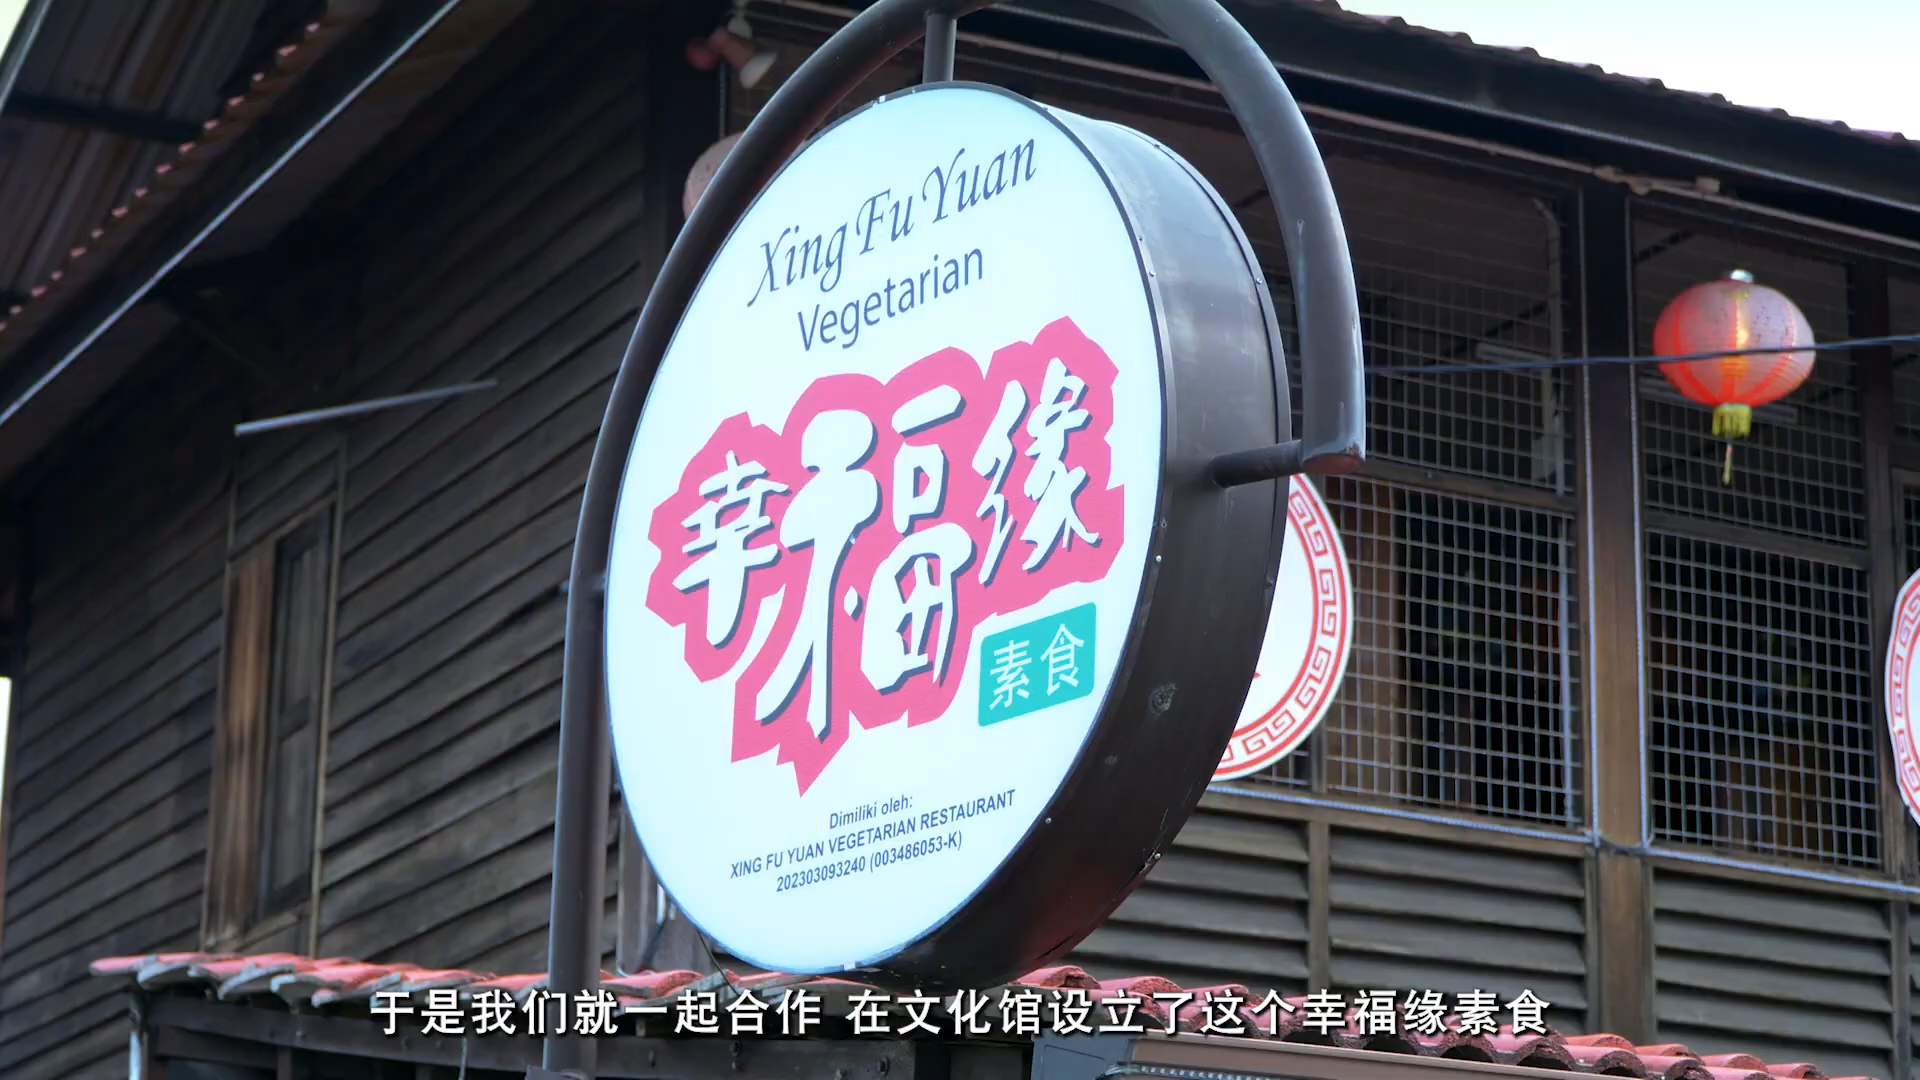 Xing Fu Yuan
Vegetarian
幸福缘
素食
Dimiliki oleh:
XING FU YUAN VEGETARIAN RESTAURANT
202303093240 (003486053-K)
于是我们就一起合作 在文化馆设立了这个幸福缘素食